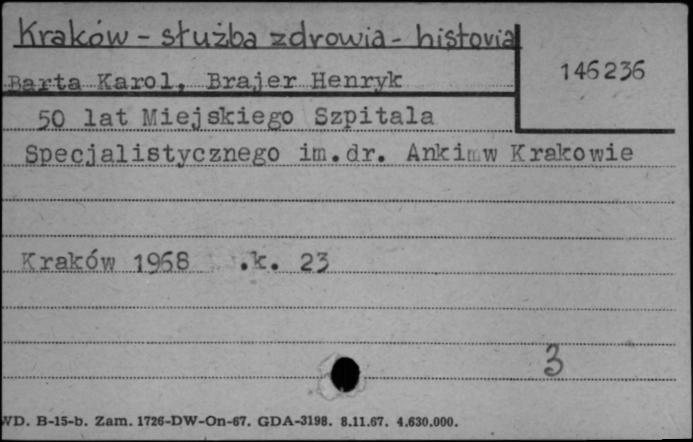 Kraków - służba zdrowia - historia
146236
Barta Karol, Brajer Henryk
50 lat Miejskiego Szpitala
Specjalistycznego im.dr. Anki w Krakowie
Kraków 1968 .k. 23
3
WD. B-15-b. Zam. 1726-DW-On-67. GDA-3198. 8.11.67. 4.630.000.